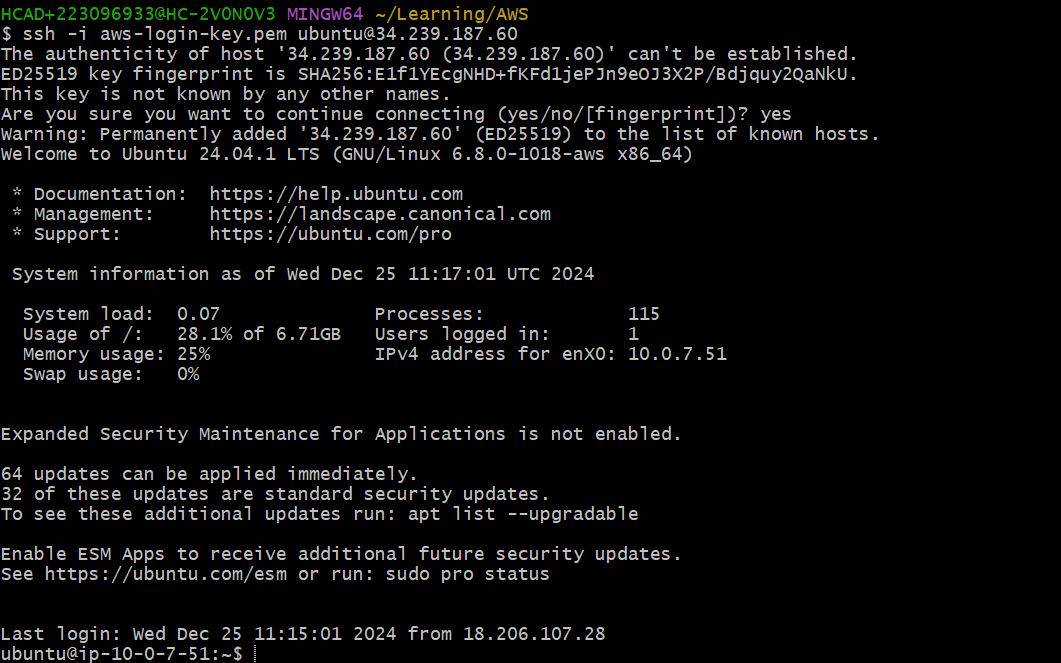 HCAD+223096933@HC-2V0N0V3 MINGW64 ~/Learning/AWS
$ ssh -i aws-login-key.pem ubuntu@34.239.187.60
The authenticity of host '34.239.187.60 (34.239.187.60)' can't be established.
ED25519 key fingerprint is SHA256:E1f1YEcgNHD+fKFd1jePJn9eOJ3X2P/Bdjquy2QaNkU.
This key is not known by any other names.
Are you sure you want to continue connecting (yes/no/[fingerprint])? yes
Warning: Permanently added '34.239.187.60' (ED25519) to the list of known hosts.
Welcome to Ubuntu 24.04.1 LTS (GNU/Linux 6.8.0-1018-aws x86_64)
* Documentation:  https://help.ubuntu.com
* Management:     https://landscape.canonical.com
* Support:        https://ubuntu.com/pro
System information as of Wed Dec 25 11:17:01 UTC 2024
System load:  0.07              Processes:             115
Usage of /:   28.1% of 6.71GB   Users logged in:       1
Memory usage: 25%               IPv4 address for enX0: 10.0.7.51
Swap usage:   0%
Expanded Security Maintenance for Applications is not enabled.
64 updates can be applied immediately.
32 of these updates are standard security updates.
To see these additional updates run: apt list --upgradable
Enable ESM Apps to receive additional future security updates.
See https://ubuntu.com/esm or run: sudo pro status
Last login: Wed Dec 25 11:15:01 2024 from 18.206.107.28
ubuntu@ip-10-0-7-51:~$